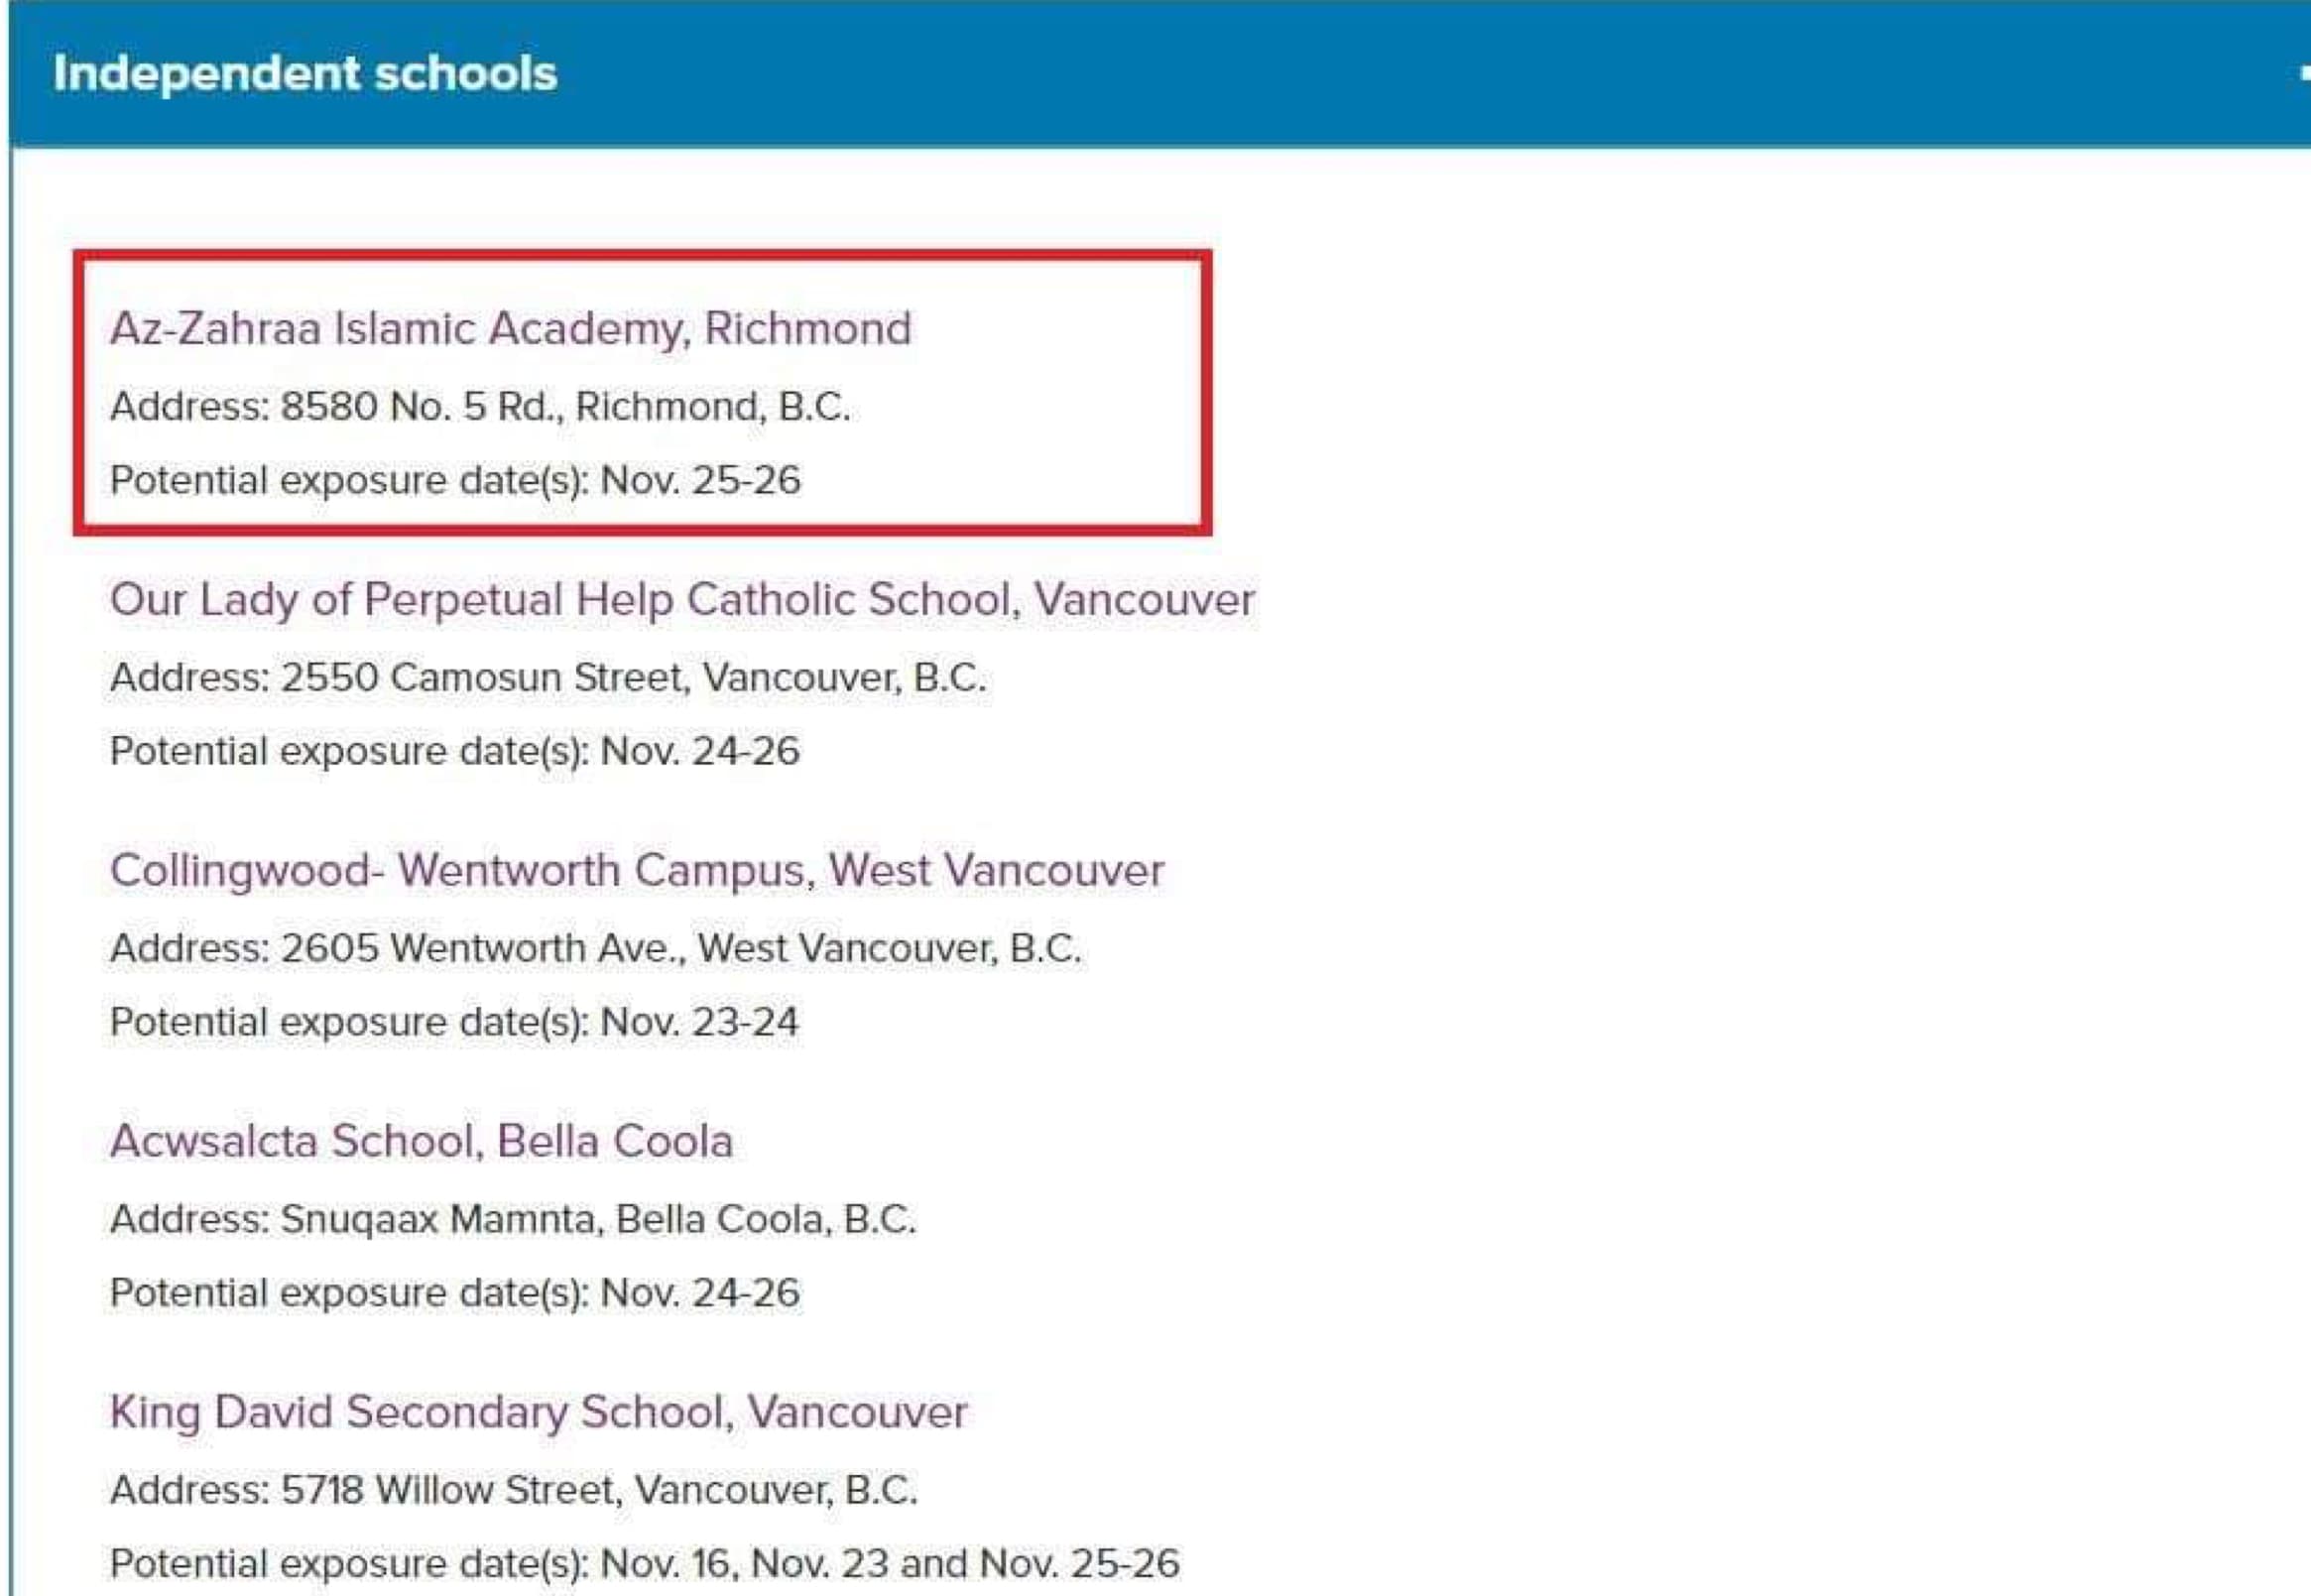 Independent schools
Az-Zahraa Islamic Academy, Richmond
Address: 8580 No. 5 Rd., Richmond, B.C.
Potential exposure date(s): Nov. 25-26
Our Lady of Perpetual Help Catholic School, Vancouver
Address: 2550 Camosun Street, Vancouver, B.C.
Potential exposure date(s): Nov. 24-26
Collingwood- Wentworth Campus, West Vancouver
Address: 2605 Wentworth Ave., West Vancouver, B.C.
Potential exposure date(s): Nov. 23-24
Acwsalcta School, Bella Coola
Address: Snuqaax Mamnta, Bella Coola, B.C.
Potential exposure date(s): Nov. 24-26
King David Secondary School, Vancouver
Address: 5718 Willow Street, Vancouver, B.C.
Potential exposure date(s): Nov. 16, Nov. 23 and Nov. 25-26